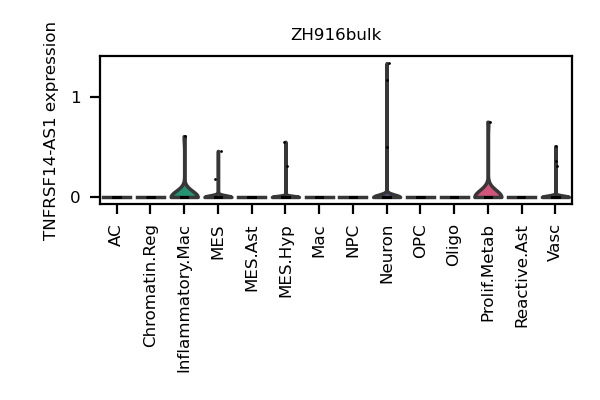 ZH916bulk
TNFRSF14-AS1 expression
1
0
AC
Chromatin.Reg
Inflammatory.Mac
MES
MES.Ast
MES.Hyp
Mac
NPC
Neuron
OPC
Oligo
Prolif.Metab
Reactive.Ast
Vasc